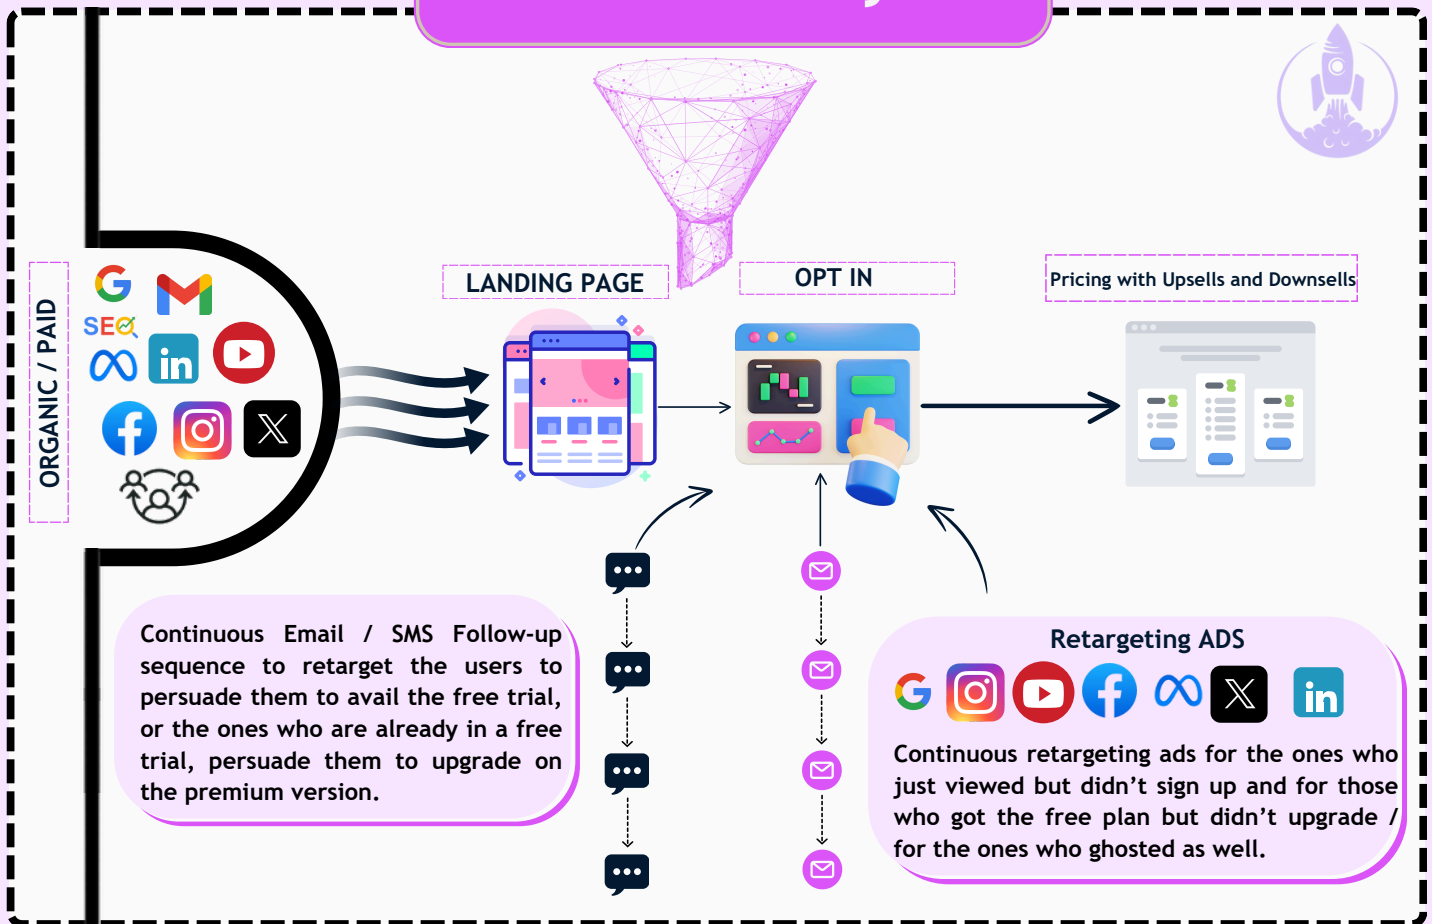 ORGANIC / PAID
SEO
in
LANDING PAGE
OPT IN
Pricing with Upsells and Downsells
Continuous Email / SMS Follow-up
sequence to retarget the users to
persuade them to avail the free trial,
or the ones who are already in a free
trial, persuade them to upgrade on
the premium version.
Retargeting ADS
in
Continuous retargeting ads for the ones who
just viewed but didn’t sign up and for those
who got the free plan but didn’t upgrade /
for the ones who ghosted as well.